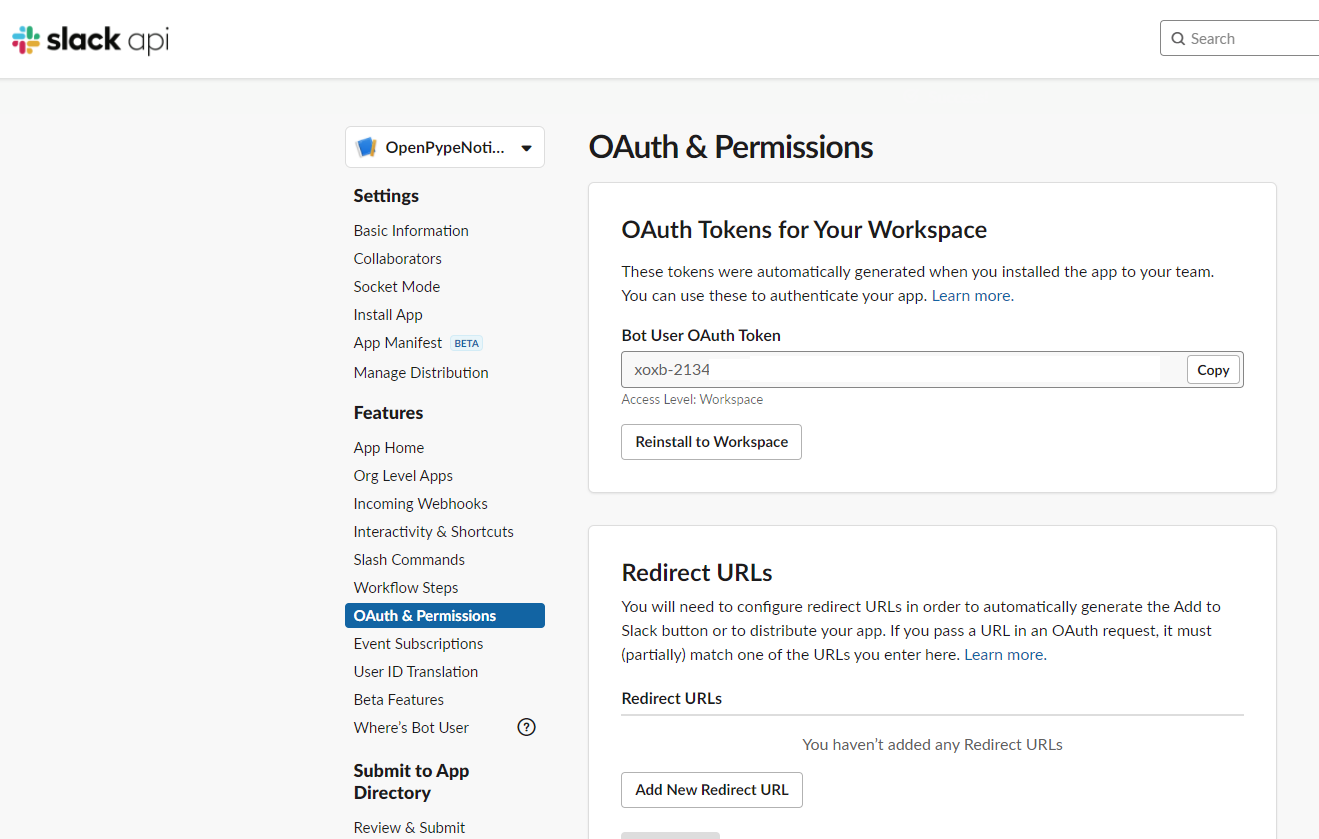 slack api
Search
OpenPypeNoti...
Settings
Basic Information
Collaborators
Socket Mode
Install App
App Manifest BETA
Manage Distribution
Features
App Home
Org Level Apps
Incoming Webhooks
Interactivity & Shortcuts
Slash Commands
Workflow Steps
OAuth & Permissions
Event Subscriptions
User ID Translation
Beta Features
Where's Bot User ?
Submit to App
Directory
Review & Submit
OAuth & Permissions
OAuth Tokens for Your Workspace
These tokens were automatically generated when you installed the app to your team.
You can use these to authenticate your app. Learn more.
Bot User OAuth Token
xoxb-2134
Copy
Access Level: Workspace
Reinstall to Workspace
Redirect URLs
You will need to configure redirect URLs in order to automatically generate the Add to
Slack button or to distribute your app. If you pass a URL in an OAuth request, it must
(partially) match one of the URLs you enter here. Learn more.
Redirect URLs
You haven't added any Redirect URLs
Add New Redirect URL